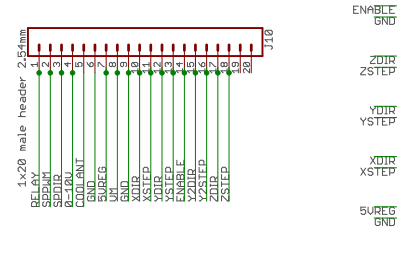 1x20 male header 2.54mm
J10
1
2
3
4
5
6
7
8
9
10
11
12
13
14
15
16
17
18
19
20
RELAY
SPPWM
SPDIR
0-10V
COOLANT
GND
5VREG
VM
GND
XDIR
XSTEP
YDIR
YSTEP
ENABLE
Y2DIR
Y2STEP
ZDIR
ZSTEP
ENABLE
GND
ZDIR
ZSTEP
YDIR
YSTEP
XDIR
XSTEP
5VREG
GND